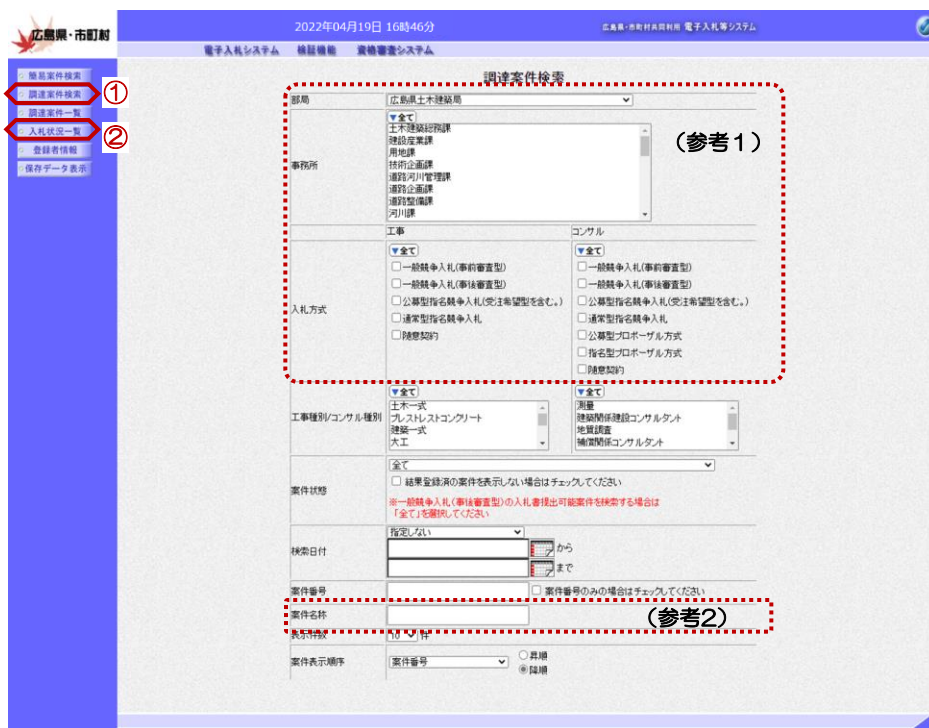 広島県・市町村
2022年04月19日 16時46分
広島県・市町村共同利用 電子入札等システム
電子入札システム 検証機能 資格審査システム
簡易案件検索
調達案件検索
①
調達案件一覧
入札状況一覧
②
登録者情報
保存データ表示
調達案件検索
部局 広島県土木建築局
事務所
▼全て
土木建築総務課
建設産業課
用地課
技術企画課
道路河川管理課
道路企画課
道路整備課
河川課
(参考1)
入札方式
工事
▼全て
一般競争入札(事前審査型)
一般競争入札(事後審査型)
公募型指名競争入札(受注希望型を含む。)
通常型指名競争入札
随意契約
コンサル
▼全て
一般競争入札(事前審査型)
一般競争入札(事後審査型)
公募型指名競争入札(受注希望型を含む。)
通常型指名競争入札
公募型プロポーザル方式
指名型プロポーザル方式
随意契約
工事種別/コンサル種別
▼全て
土木一式
プレストレストコンクリート
建築一式
大工
▼全て
測量
建築関係建設コンサルタント
地質調査
補償関係コンサルタント
案件状態
全て
結果登録済の案件を表示しない場合はチェックしてください
※一般競争入札(事後審査型)の入札書提出可能案件を検索する場合は
「全て」を選択してください
検索日付
指定しない
から
まで
案件番号 案件番号のみの場合はチェックしてください
案件名称 (参考2)
表示件数 10 件
案件表示順序 案件番号
昇順
降順